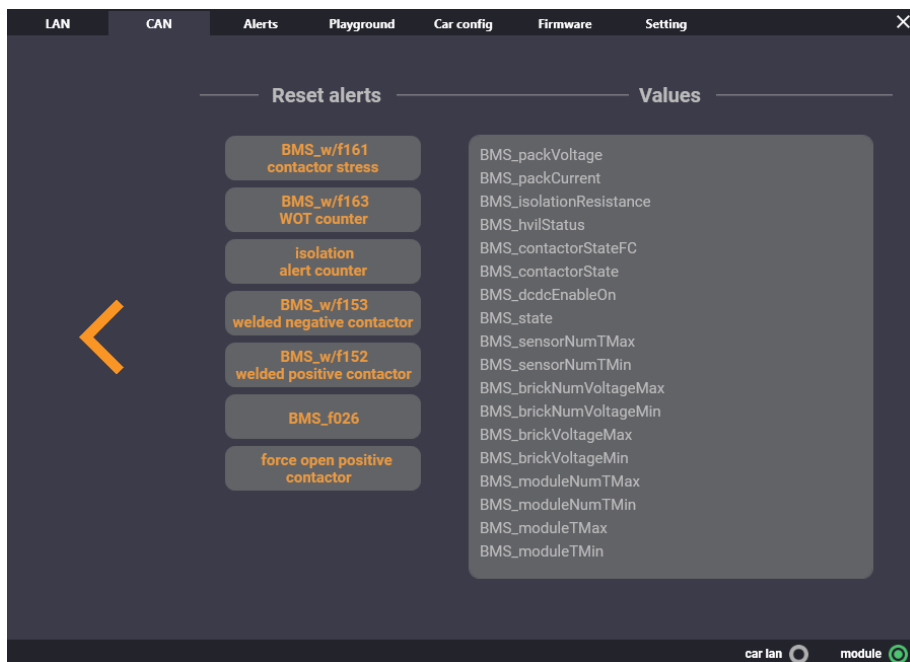 LAN CAN Alerts Playground Car config Firmware Setting
Reset alerts
BMS_w/f161
contactor stress
BMS_w/f163
WOT counter
isolation
alert counter
BMS_w/f153
welded negative contactor
BMS_w/f152
welded positive contactor
BMS_f026
force open positive
contactor
Values
BMS_packVoltage
BMS_packCurrent
BMS_isolationResistance
BMS_hvilStatus
BMS_contactorStateFC
BMS_contactorState
BMS_dcdcEnableOn
BMS_state
BMS_sensorNumTMax
BMS_sensorNumTMin
BMS_brickNumVoltageMax
BMS_brickNumVoltageMin
BMS_brickVoltageMax
BMS_brickVoltageMin
BMS_moduleNumTMax
BMS_moduleNumTMin
BMS_moduleTMax
BMS_moduleTMin
car lan module